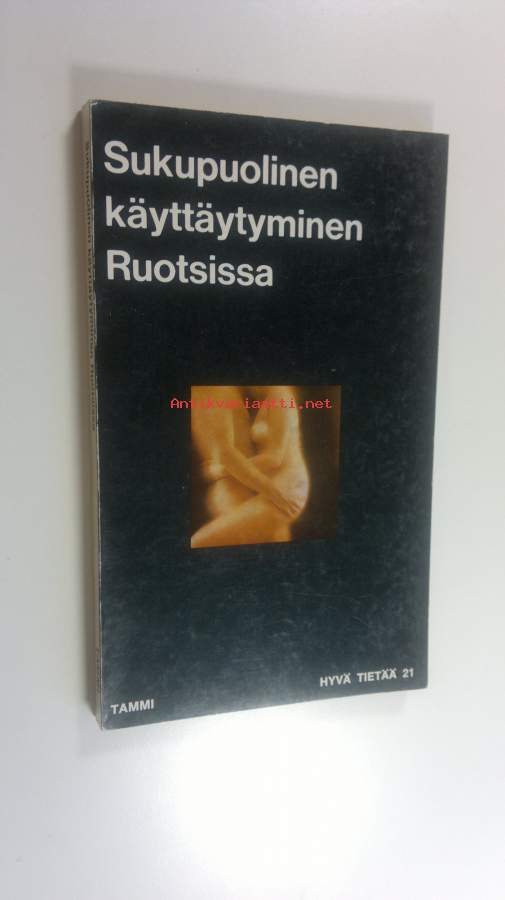 Sukupuolinen
käyttäytyminen
Ruotsissa
Antikvariaatti.net
HYVÄ TIETÄÄ 21
TAMMI